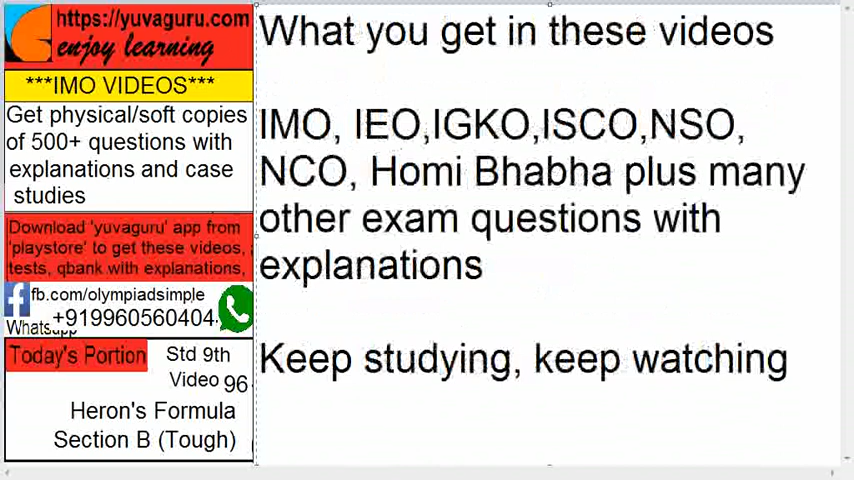 https://yuvaguru.com
enjoy learning
***IMO VIDEOS***
Get physical/soft copies
of 500+ questions with
explanations and case
studies
Download 'yuvaguru' app from
'playstore' to get these videos,
tests, qbank with explanations,
fb.com/olympiadsimple
+919960560404
Whatsapp
Today's Portion
Std 9th
Video 96
Heron's Formula
Section B (Tough)
What you get in these videos
IMO, IEO,IGKO,ISCO,NSO,
NCO, Homi Bhabha plus many
other exam questions with
explanations
Keep studying, keep watching